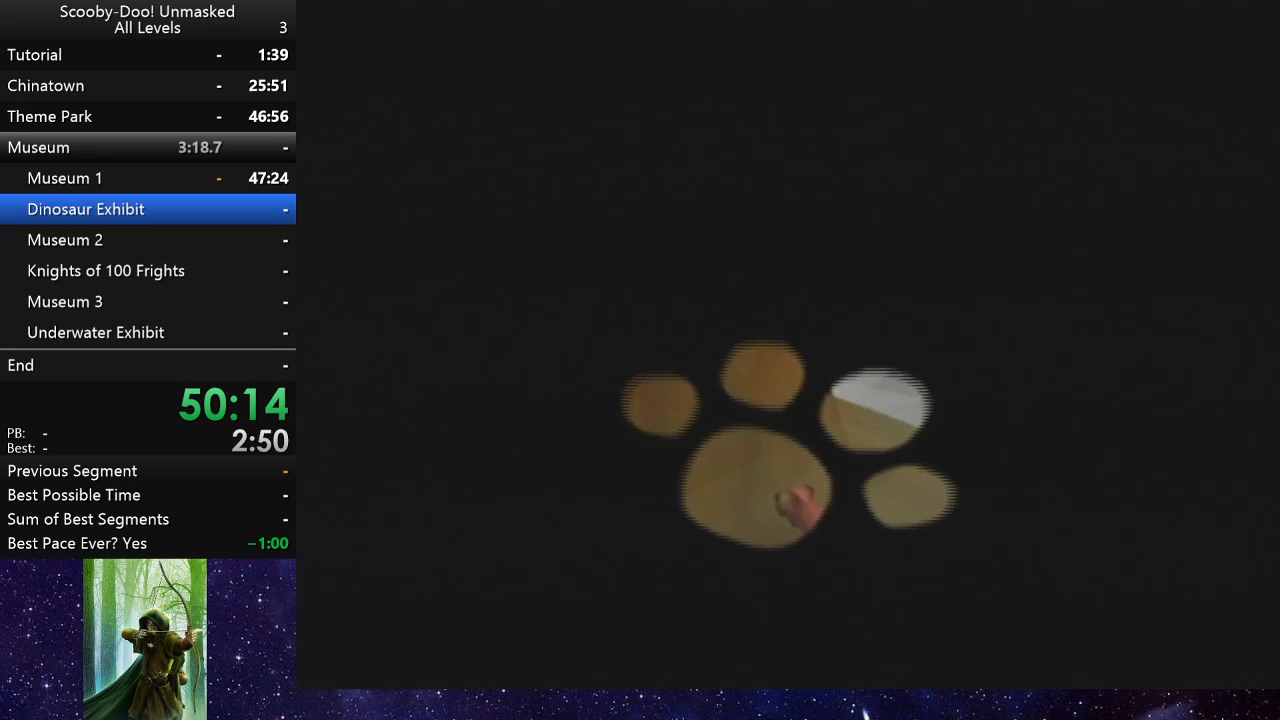 Scooby-Doo! Unmasked
All Levels 3
Tutorial - 1:39
Chinatown - 25:51
Theme Park - 46:56
Museum 3:18.7 -
Museum 1 - 47:24
Dinosaur Exhibit -
Museum 2 -
Knights of 100 Frights -
Museum 3 -
Underwater Exhibit -
End -
50:14
PB: -
2:50
Best: -
Previous Segment -
Best Possible Time -
Sum of Best Segments -
Best Pace Ever? Yes −1:00